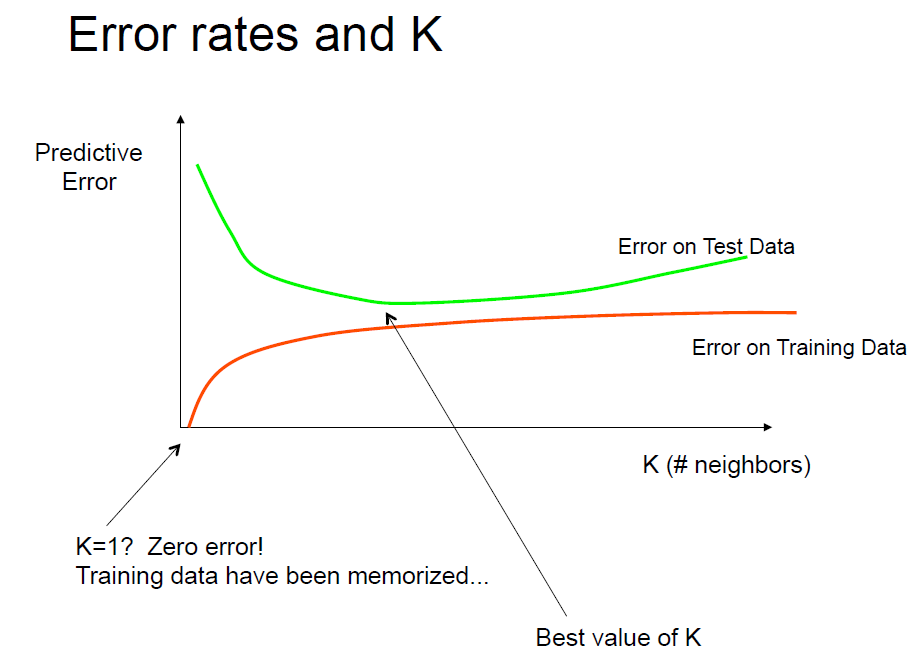 Error rates and K
Predictive
Error
Error on Test Data
Error on Training Data
K (# neighbors)
K=1?  Zero error!
Training data have been memorized...
Best value of K